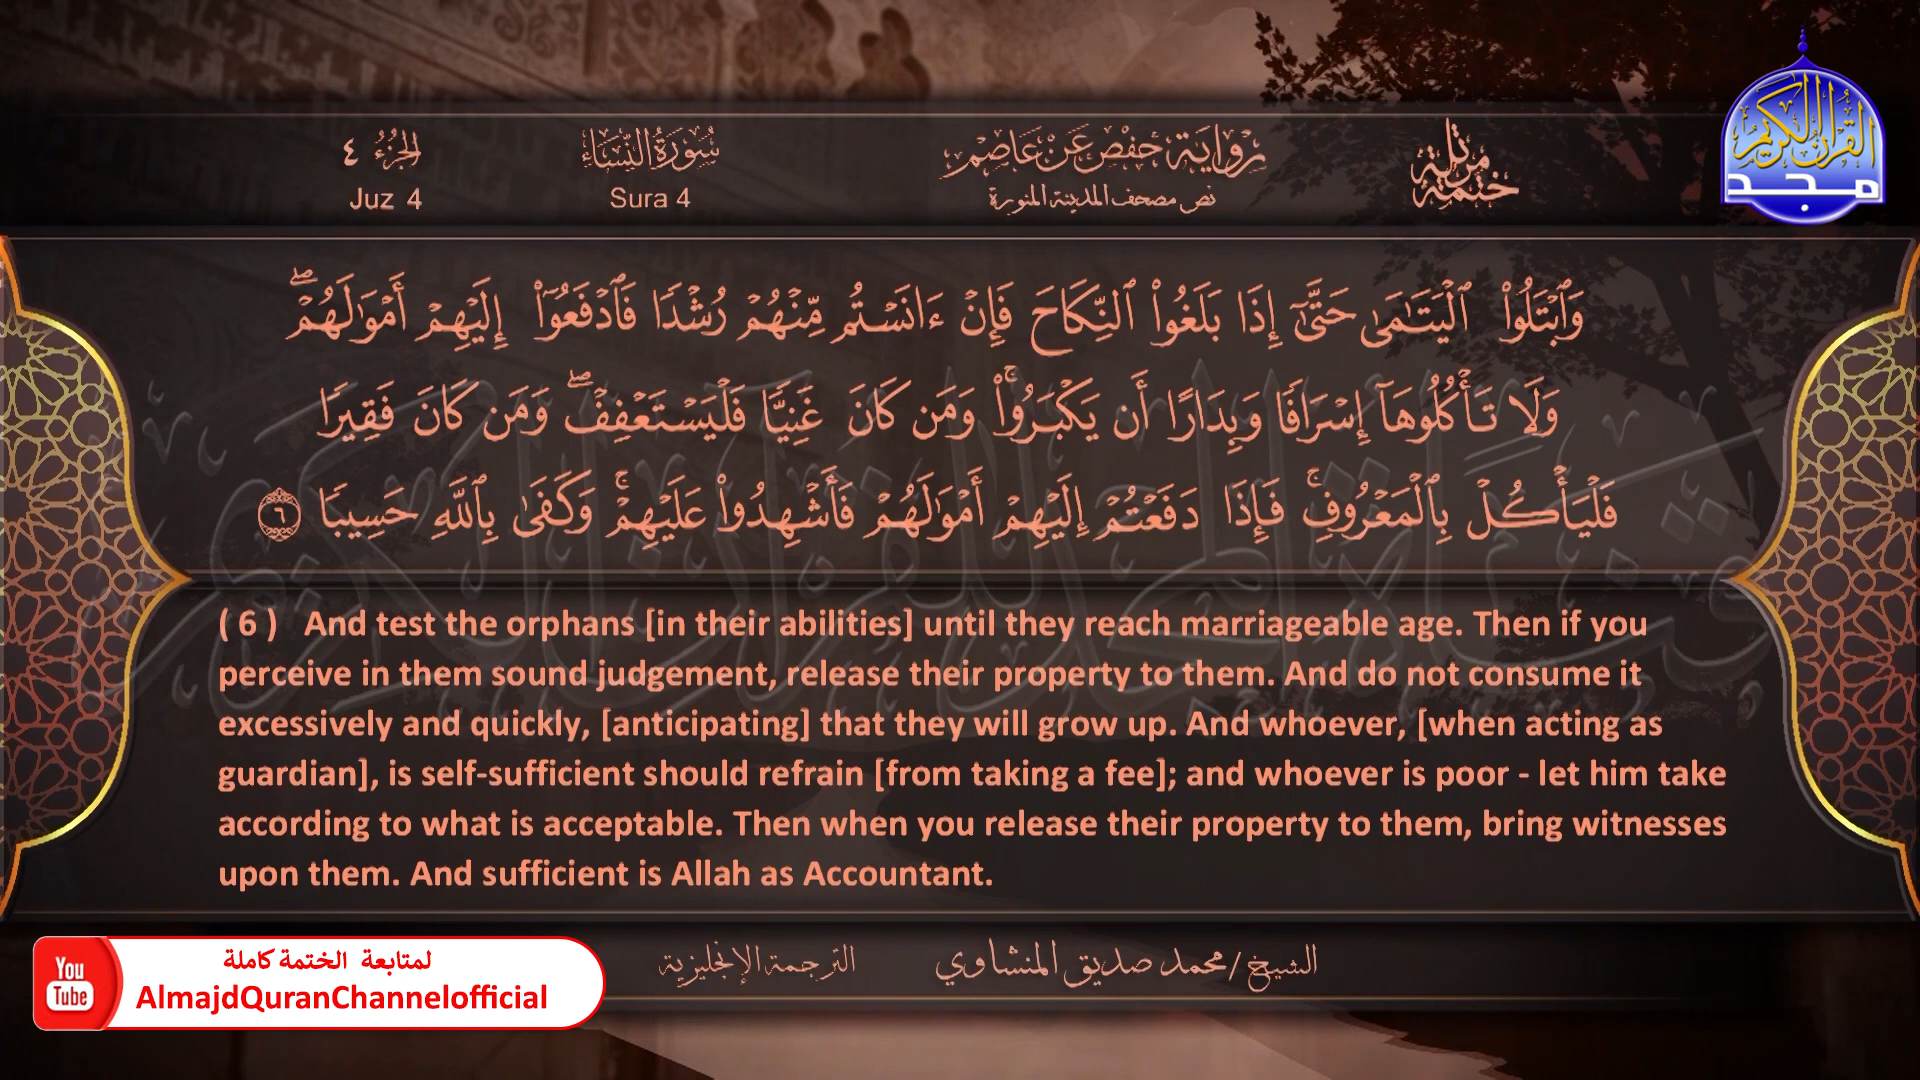 ختمة مرتلة
رواية حفص عن عاصم
نص مصحف المدينة المنورة
سورة النساء
Sura 4
الجزء ٤
Juz 4
القرآن الكريم
مجد
وَٱبْتَلُوا۟ ٱلْيَتَـٰمَىٰ حَتَّىٰٓ إِذَا بَلَغُوا۟ ٱلنِّكَاحَ فَإِنْ ءَانَسْتُم مِّنْهُمْ رُشْدًا فَٱدْفَعُوٓا۟ إِلَيْهِمْ أَمْوَٰلَهُمْ ۖ
وَلَا تَأْكُلُوهَآ إِسْرَافًا وَبِدَارًا أَن يَكْبَرُوا۟ ۚ وَمَن كَانَ غَنِيًّا فَلْيَسْتَعْفِفْ ۖ وَمَن كَانَ فَقِيرًا
فَلْيَأْكُلْ بِٱلْمَعْرُوفِ ۚ فَإِذَا دَفَعْتُمْ إِلَيْهِمْ أَمْوَٰلَهُمْ فَأَشْهِدُوا۟ عَلَيْهِمْ ۚ وَكَفَىٰ بِٱللَّهِ حَسِيبًا ٦
( 6 ) And test the orphans [in their abilities] until they reach marriageable age. Then if you
perceive in them sound judgement, release their property to them. And do not consume it
excessively and quickly, [anticipating] that they will grow up. And whoever, [when acting as
guardian], is self-sufficient should refrain [from taking a fee]; and whoever is poor - let him take
according to what is acceptable. Then when you release their property to them, bring witnesses
upon them. And sufficient is Allah as Accountant.
الشيخ / محمد صديق المنشاوي
الترجمة الإنجليزية
You
Tube
لمتابعة الختمة كاملة
AlmajdQuranChannelofficial